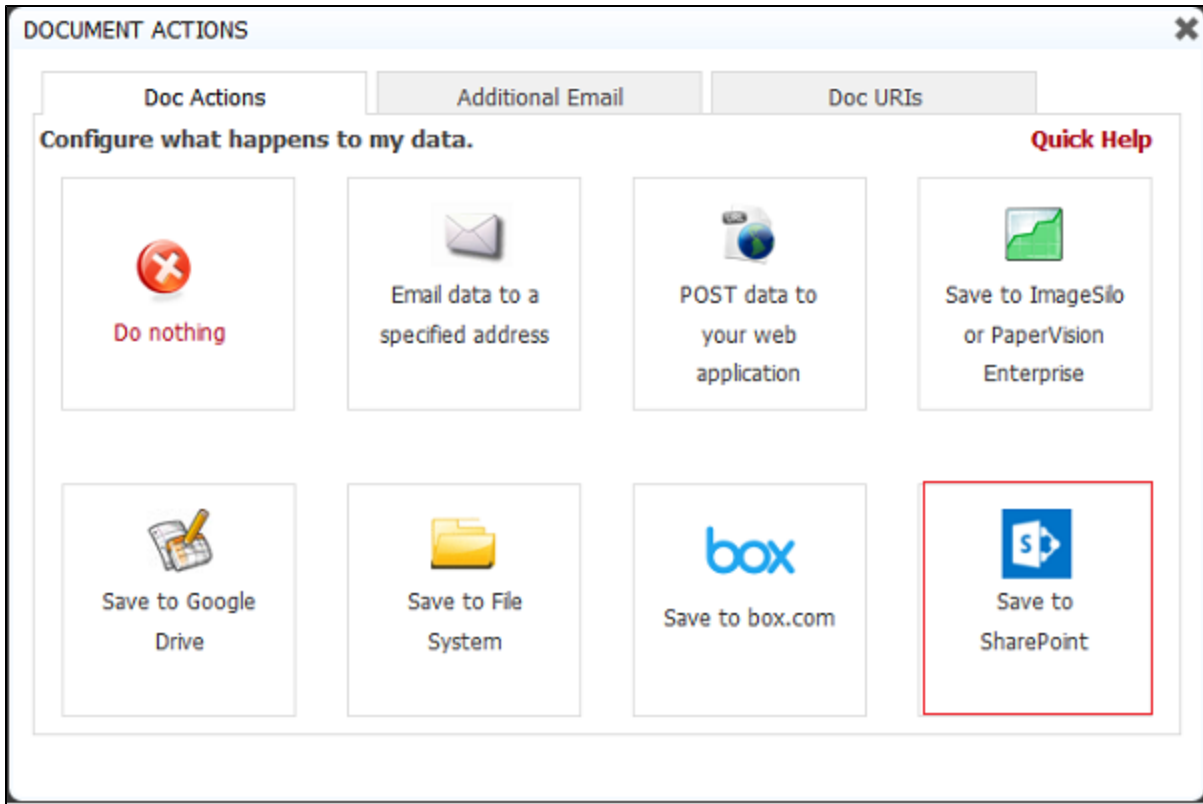 DOCUMENT ACTIONS
Doc Actions
Additional Email
Doc URIs
Configure what happens to my data.
Quick Help
Do nothing
Email data to a
specified address
URL
POST data to
your web
application
Save to ImageSilo
or PaperVision
Enterprise
Save to Google
Drive
Save to File
System
box
Save to box.com
S
Save to
SharePoint